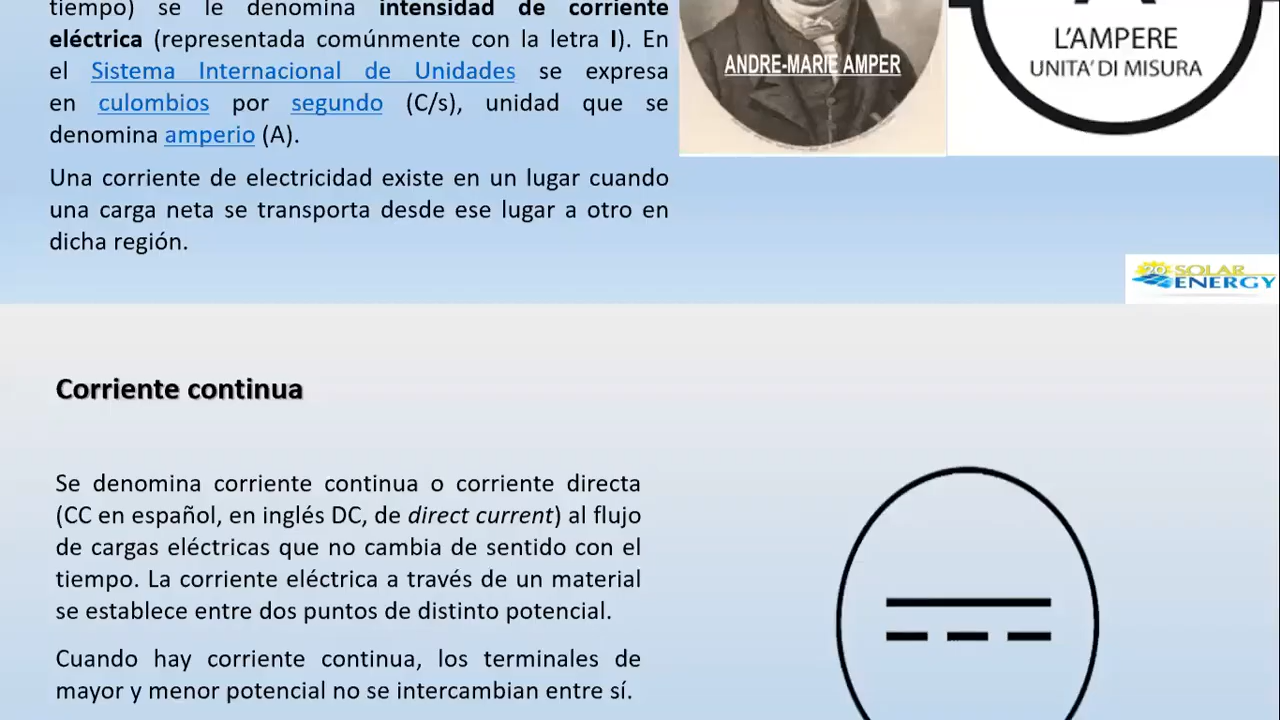 tiempo) se le denomina intensidad de corriente
eléctrica (representada comúnmente con la letra I). En
el Sistema Internacional de Unidades se expresa
en culombios por segundo (C/s), unidad que se
denomina amperio (A).
Una corriente de electricidad existe en un lugar cuando
una carga neta se transporta desde ese lugar a otro en
dicha región.
ANDRE-MARIE AMPER
L'AMPERE
UNITA' DI MISURA
SOLAR
ENERGY
Corriente continua
Se denomina corriente continua o corriente directa
(CC en español, en inglés DC, de direct current) al flujo
de cargas eléctricas que no cambia de sentido con el
tiempo. La corriente eléctrica a través de un material
se establece entre dos puntos de distinto potencial.
Cuando hay corriente continua, los terminales de
mayor y menor potencial no se intercambian entre sí.